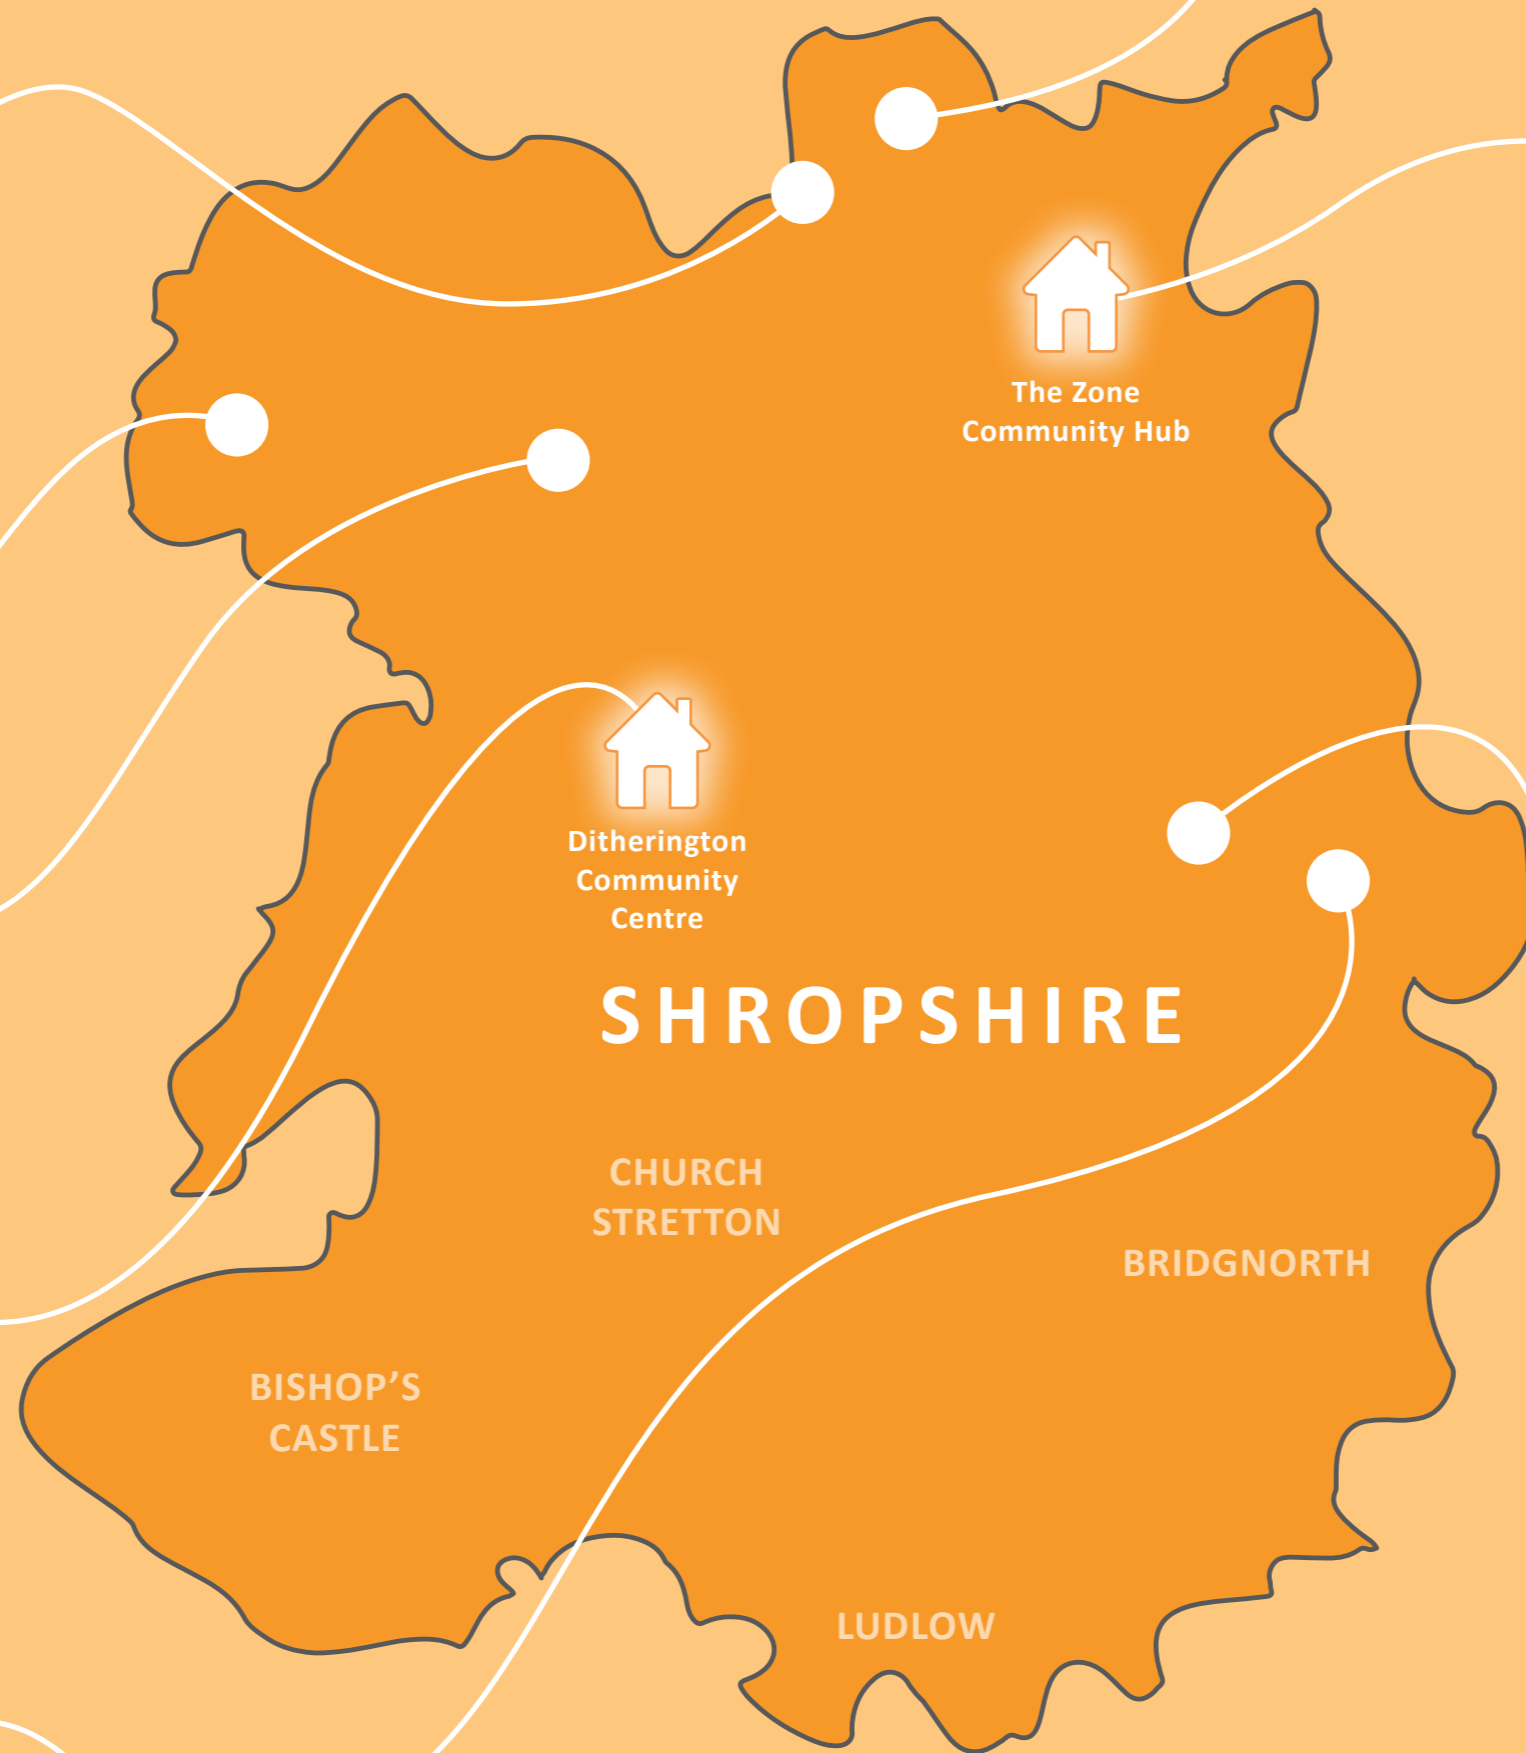 The Zone
Community Hub
Ditherington
Community
Centre
SHROPSHIRE
CHURCH
STRETTON
BRIDGNORTH
BISHOP’S
CASTLE
LUDLOW